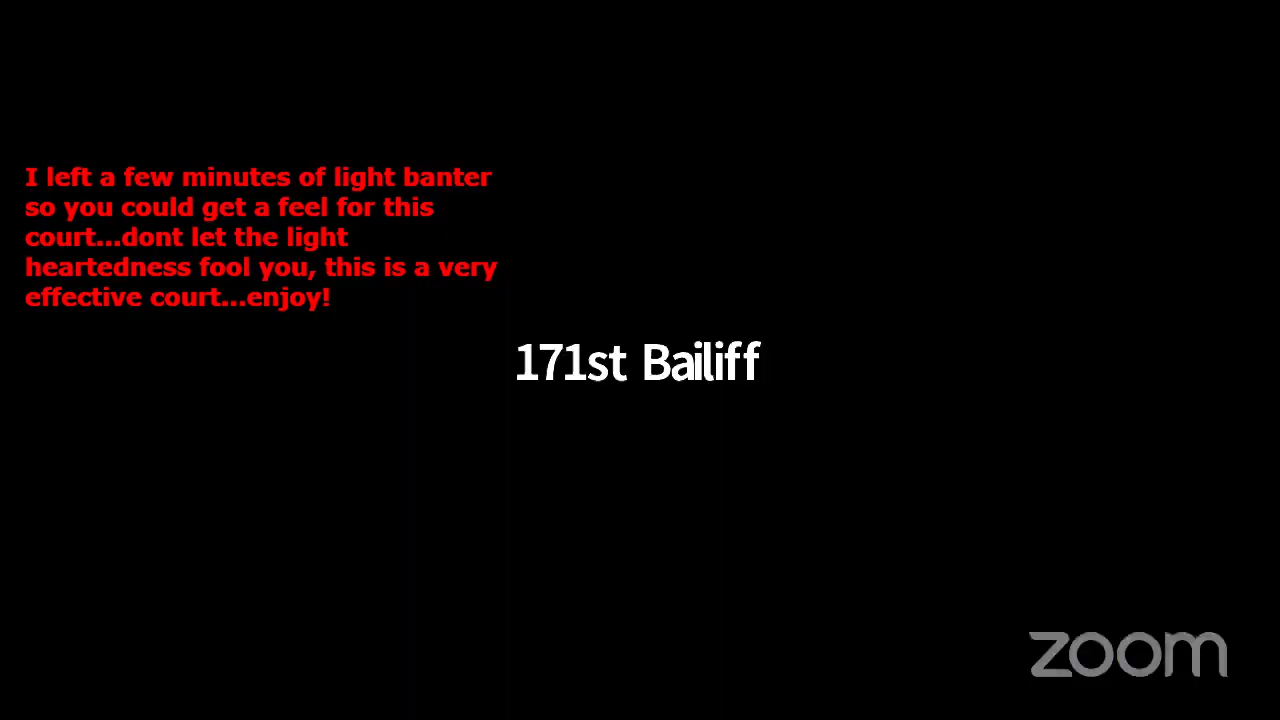 I left a few minutes of light banter
so you could get a feel for this
court...dont let the light
heartedness fool you, this is a very
effective court...enjoy!
171st Bailiff
zoom